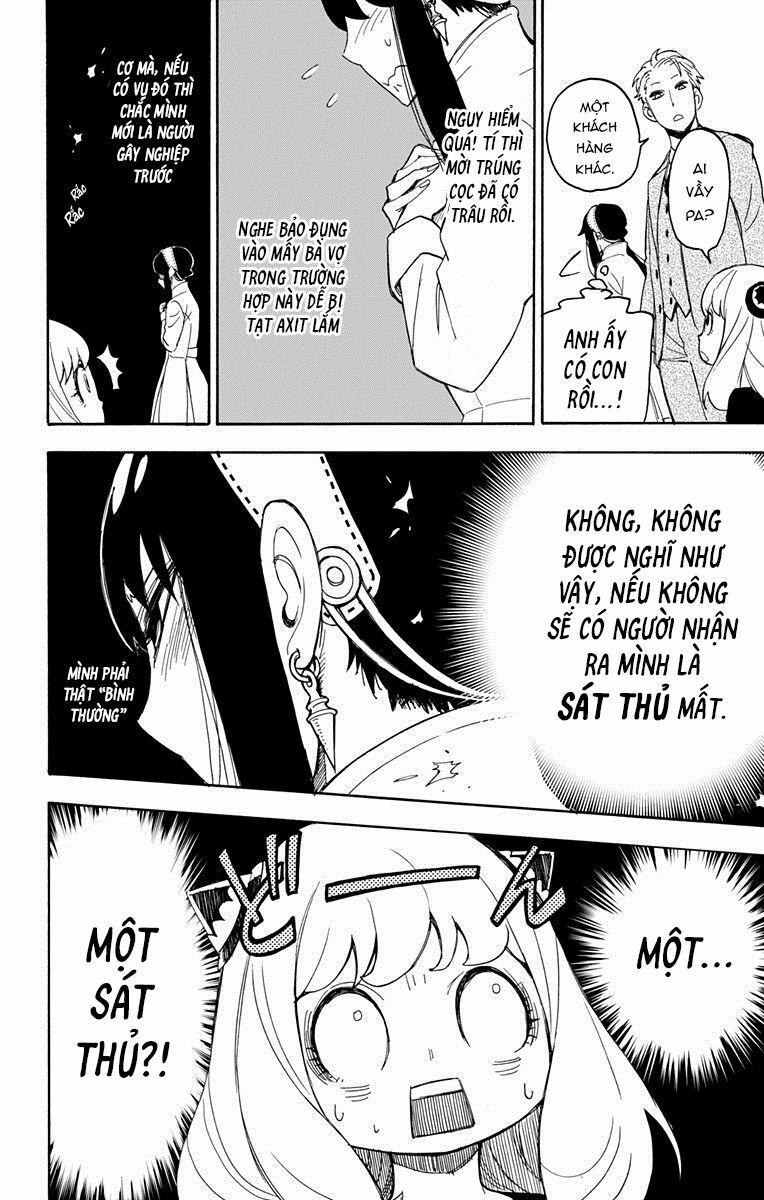 AI
VẦY
PA?
MỘT
KHÁCH
HÀNG
KHÁC.
ANH ẤY
CÓ CON
RỒI...!
NGUY HIỂM
QUÁ! TÍ THÌ
MỜI TRÚNG
CỌC ĐÃ CÓ
TRÂU RỒI.
NGHE BẢO ĐỤNG
VÀO MẤY BÀ VỢ
TRONG TRƯỜNG
HỢP NÀY DỄ BỊ
TẠT AXIT LẮM
CƠ MÀ, NẾU
CÓ VỤ ĐÓ THÌ
CHẮC MÌNH
MỚI LÀ NGƯỜI
GÂY NGHIỆP
TRƯỚC
RẮC
RẮC
KHÔNG, KHÔNG
ĐƯỢC NGHĨ NHƯ
VẬY, NẾU KHÔNG
SẼ CÓ NGƯỜI NHẬN
RA MÌNH LÀ
SÁT THỦ MẤT.
MÌNH PHẢI
THẬT “BÌNH
THƯỜNG”
MỘT...
MỘT
SÁT
THỦ?!